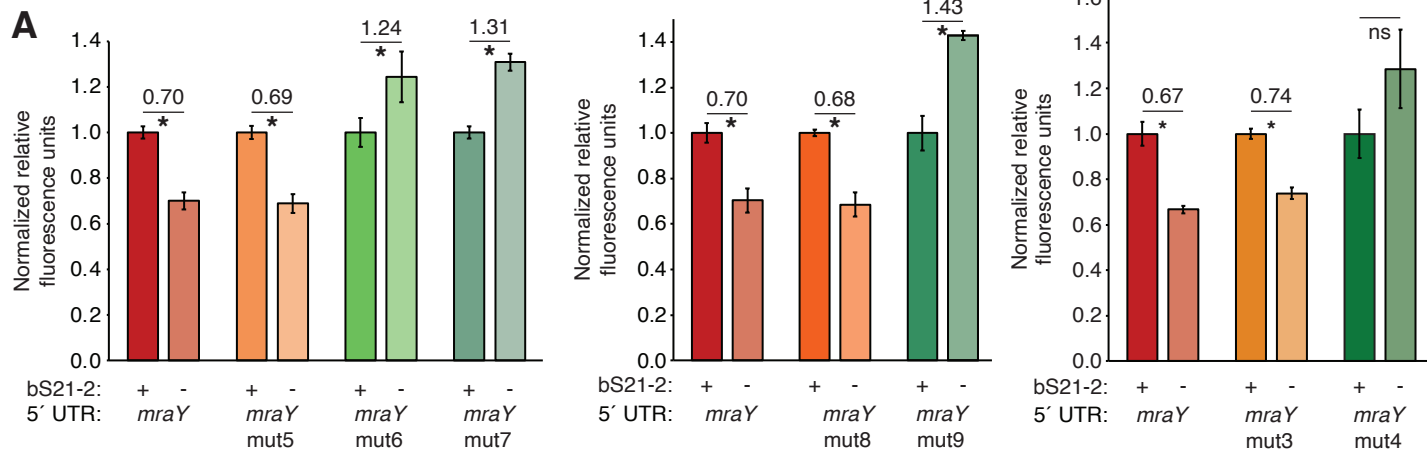 A
Normalized relative
fluorescence units
1.4
1.2
1.0
0.8
0.6
0.4
0.2
0.0
0.70
*
0.69
*
1.24
*
1.31
*
bS21-2: + - + - + - + -
5´ UTR: mraY mraY mraY mraY
mut5 mut6 mut7
Normalized relative
fluorescence units
1.4
1.2
1.0
0.8
0.6
0.4
0.2
0.0
0.70
*
0.68
*
1.43
*
bS21-2: + - + - + -
5´ UTR: mraY mraY mraY
mut8 mut9
Normalized relative
fluorescence units
1.6
1.4
1.2
1.0
0.8
0.6
0.4
0.2
0.0
0.67
*
0.74
*
ns
bS21-2: + - + - + -
5´ UTR: mraY mraY mraY
mut3 mut4